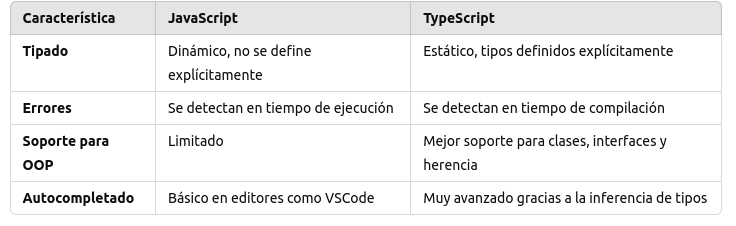 Característica JavaScript TypeScript
Tipado Dinámico, no se define Estático, tipos definidos explícitamente
explícitamente
Errores Se detectan en tiempo de ejecución Se detectan en tiempo de compilación
Soporte para Limitado Mejor soporte para clases, interfaces y
OOP herencia
Autocompletado Básico en editores como VSCode Muy avanzado gracias a la inferencia de tipos